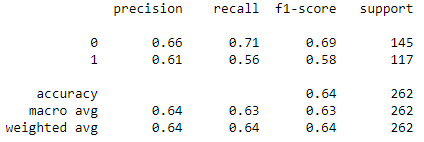 precision recall f1-score support
0 0.66 0.71 0.69 145
1 0.61 0.56 0.58 117
accuracy 0.64 262
macro avg 0.64 0.63 0.63 262
weighted avg 0.64 0.64 0.64 262